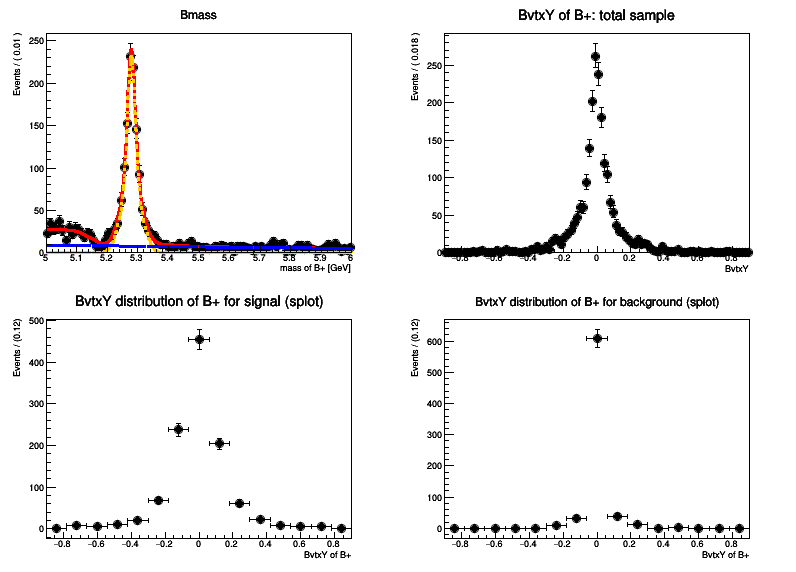 Bmass
Events / ( 0.01 )
250
200
150
100
50
0
5 5.1 5.2 5.3 5.4 5.5 5.6 5.7 5.8 5.9 6
mass of B+ [GeV]
BvtxY of B+: total sample
Events / ( 0.018 )
250
200
150
100
50
0
−0.8 −0.6 −0.4 −0.2 0 0.2 0.4 0.6 0.8
BvtxY
BvtxY distribution of B+ for signal (splot)
Events / (0.12)
500
400
300
200
100
0
−0.8 −0.6 −0.4 −0.2 0 0.2 0.4 0.6 0.8
BvtxY of B+
BvtxY distribution of B+ for background (splot)
Events / (0.12)
600
500
400
300
200
100
0
−0.8 −0.6 −0.4 −0.2 0 0.2 0.4 0.6 0.8
BvtxY of B+